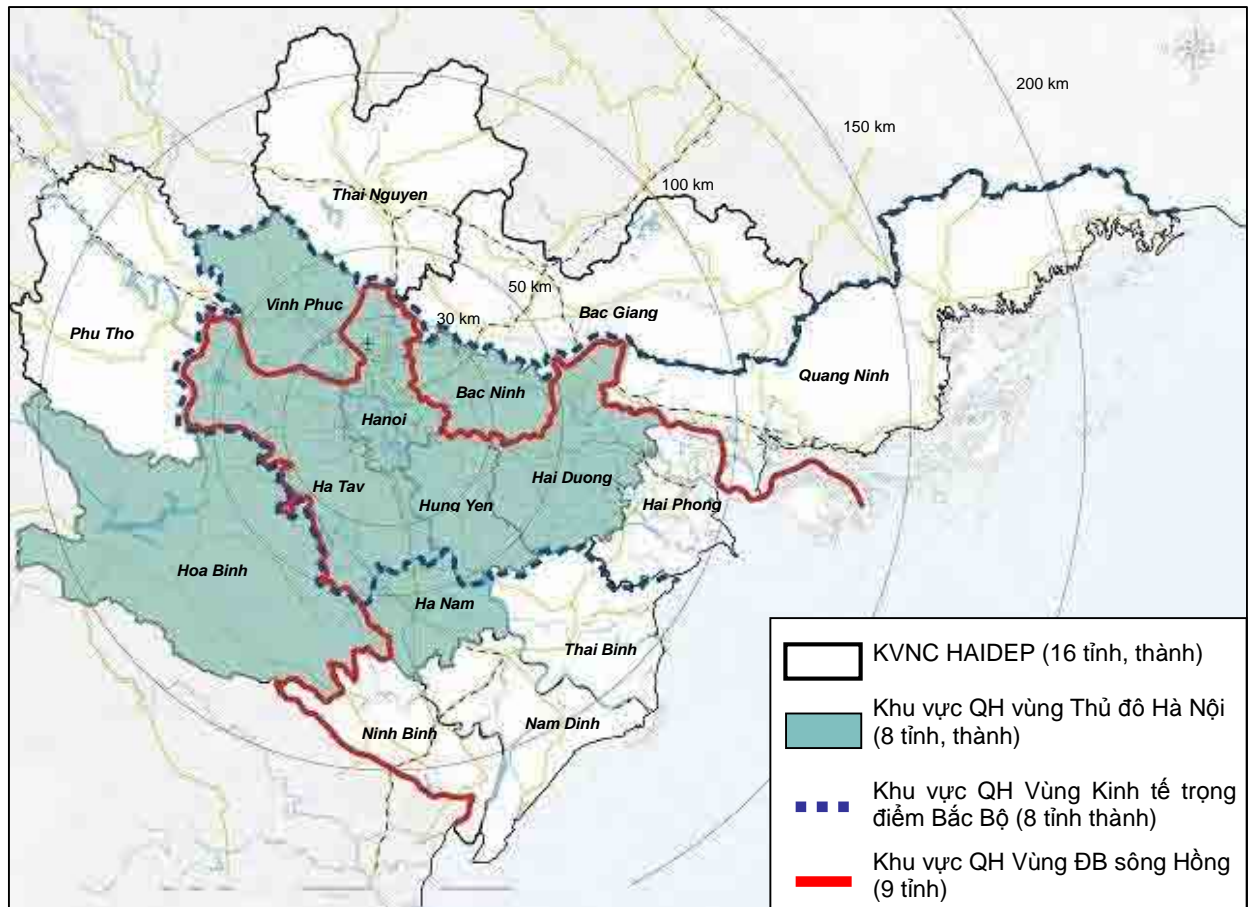 200 km
150 km
100 km
Thai Nguyen
50 km
Vinh Phuc
30 km
Bac Giang
Phu Tho
Quang Ninh
Bac Ninh
Hanoi
Ha Tav
Hai Duong
Hung Yen
Hai Phong
Hoa Binh
Ha Nam
Thai Binh
Nam Dinh
Ninh Binh
KVNC HAIDEP (16 tỉnh, thành)
Khu vực QH vùng Thủ đô Hà Nội
(8 tỉnh, thành)
Khu vực QH Vùng Kinh tế trọng
điểm Bắc Bộ (8 tỉnh thành)
Khu vực QH Vùng ĐB sông Hồng
(9 tỉnh)